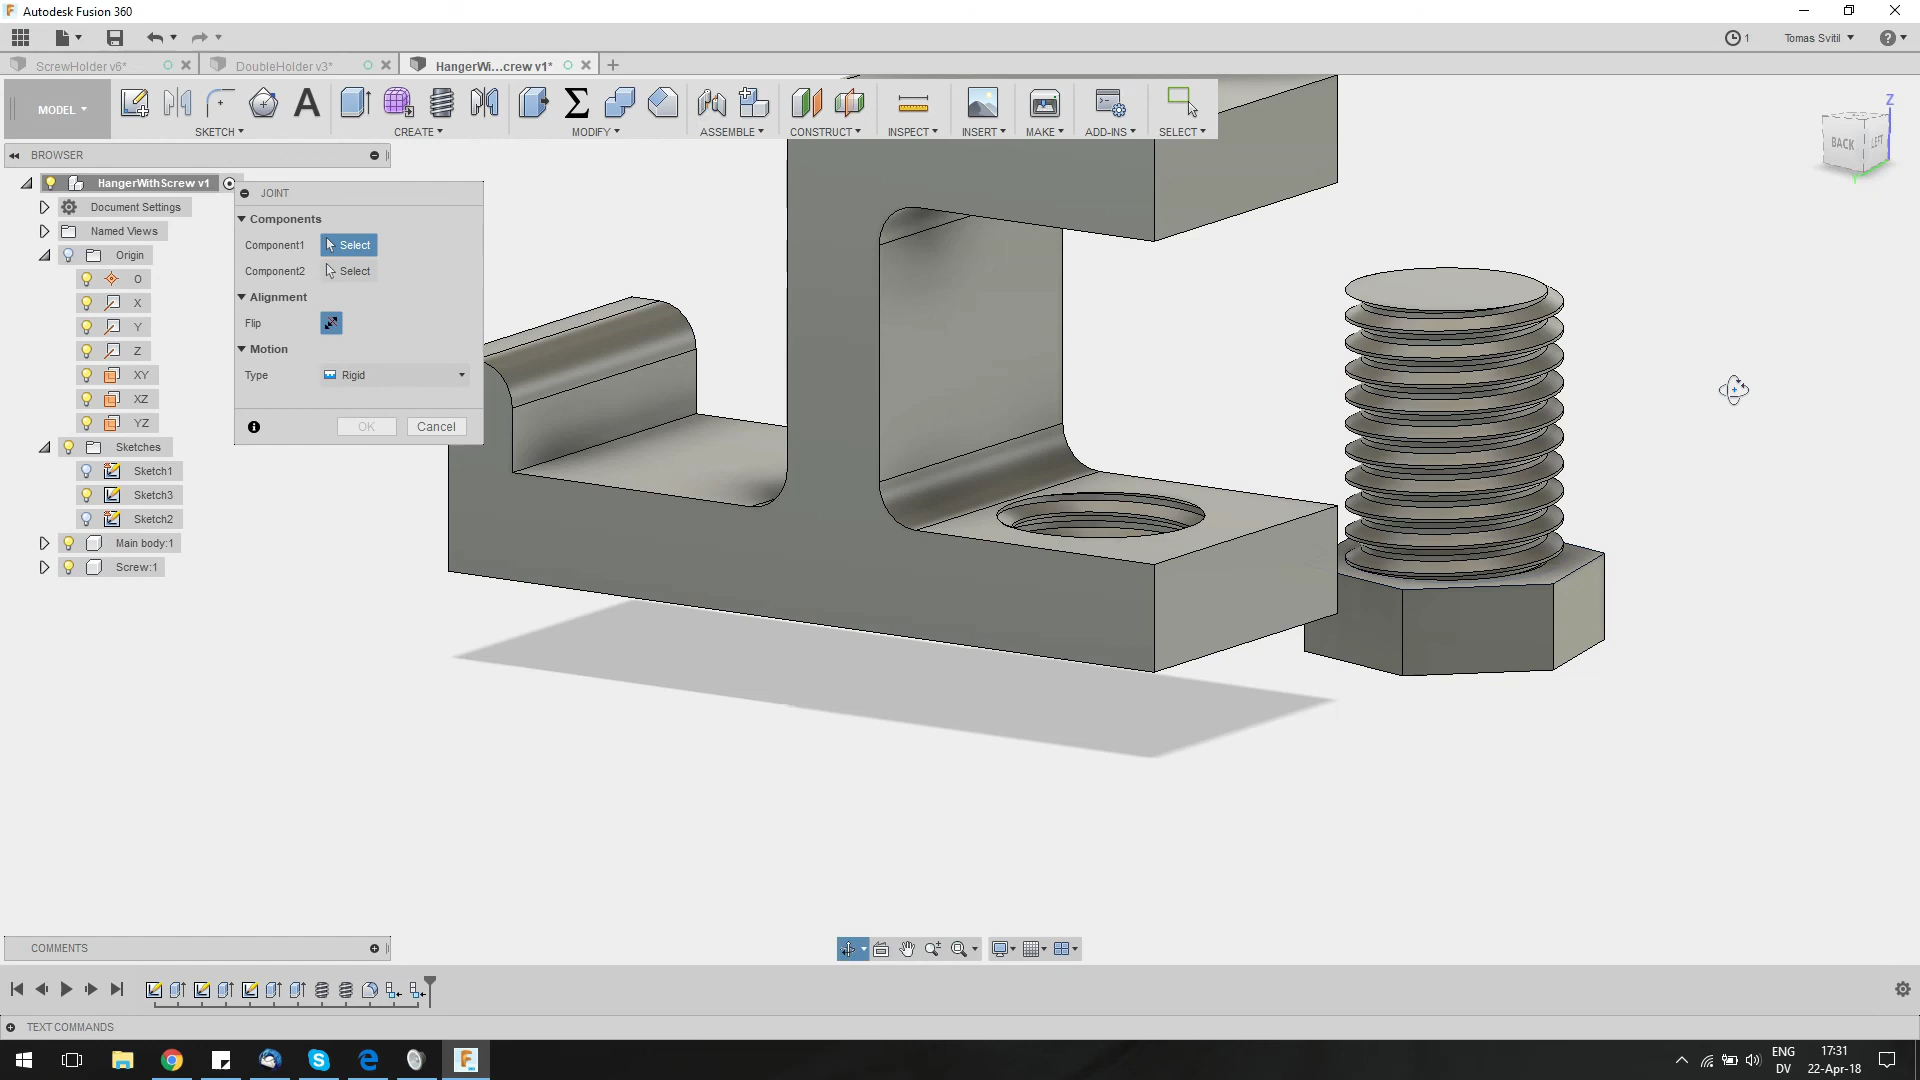 Autodesk Fusion 360
1
Tomas Svitil
ScrewHolder v6*
DoubleHolder v3*
HangerWi...crew v1*
MODEL
SKETCH
CREATE
MODIFY
ASSEMBLE
CONSTRUCT
INSPECT
INSERT
MAKE
ADD-INS
SELECT
BROWSER
HangerWithScrew v1
Document Settings
Named Views
Origin
O
X
Y
Z
XY
XZ
YZ
Sketches
Sketch1
Sketch3
Sketch2
Main body:1
Screw:1
JOINT
Components
Component1 Select
Component2 Select
Alignment
Flip
Motion
Type Rigid
OK Cancel
Z
BACK LEFT
Y
COMMENTS
TEXT COMMANDS
ENG 17:31
DV 22-Apr-18